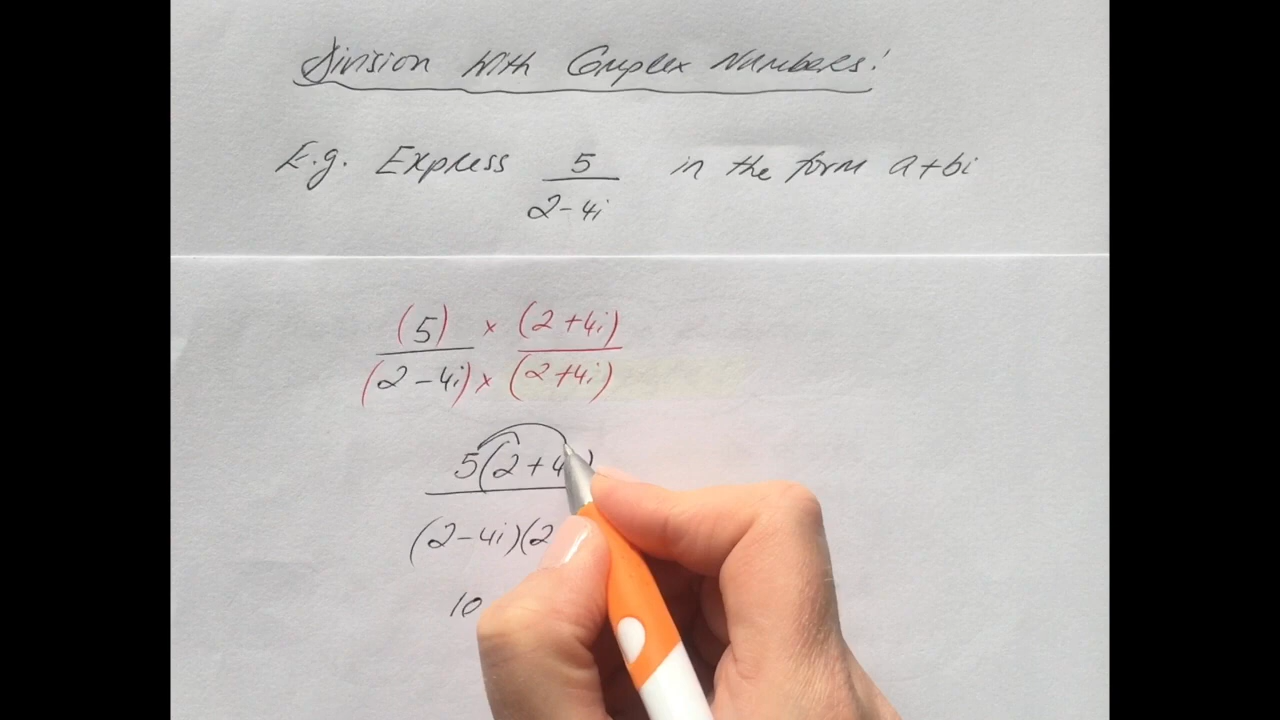 Division With Complex Numbers!
E.g. Express 5/2-4i in the form a+bi
(5) × (2+4i)
(2-4i) × (2+4i)
5(2+4 )
(2-4i)(2
10